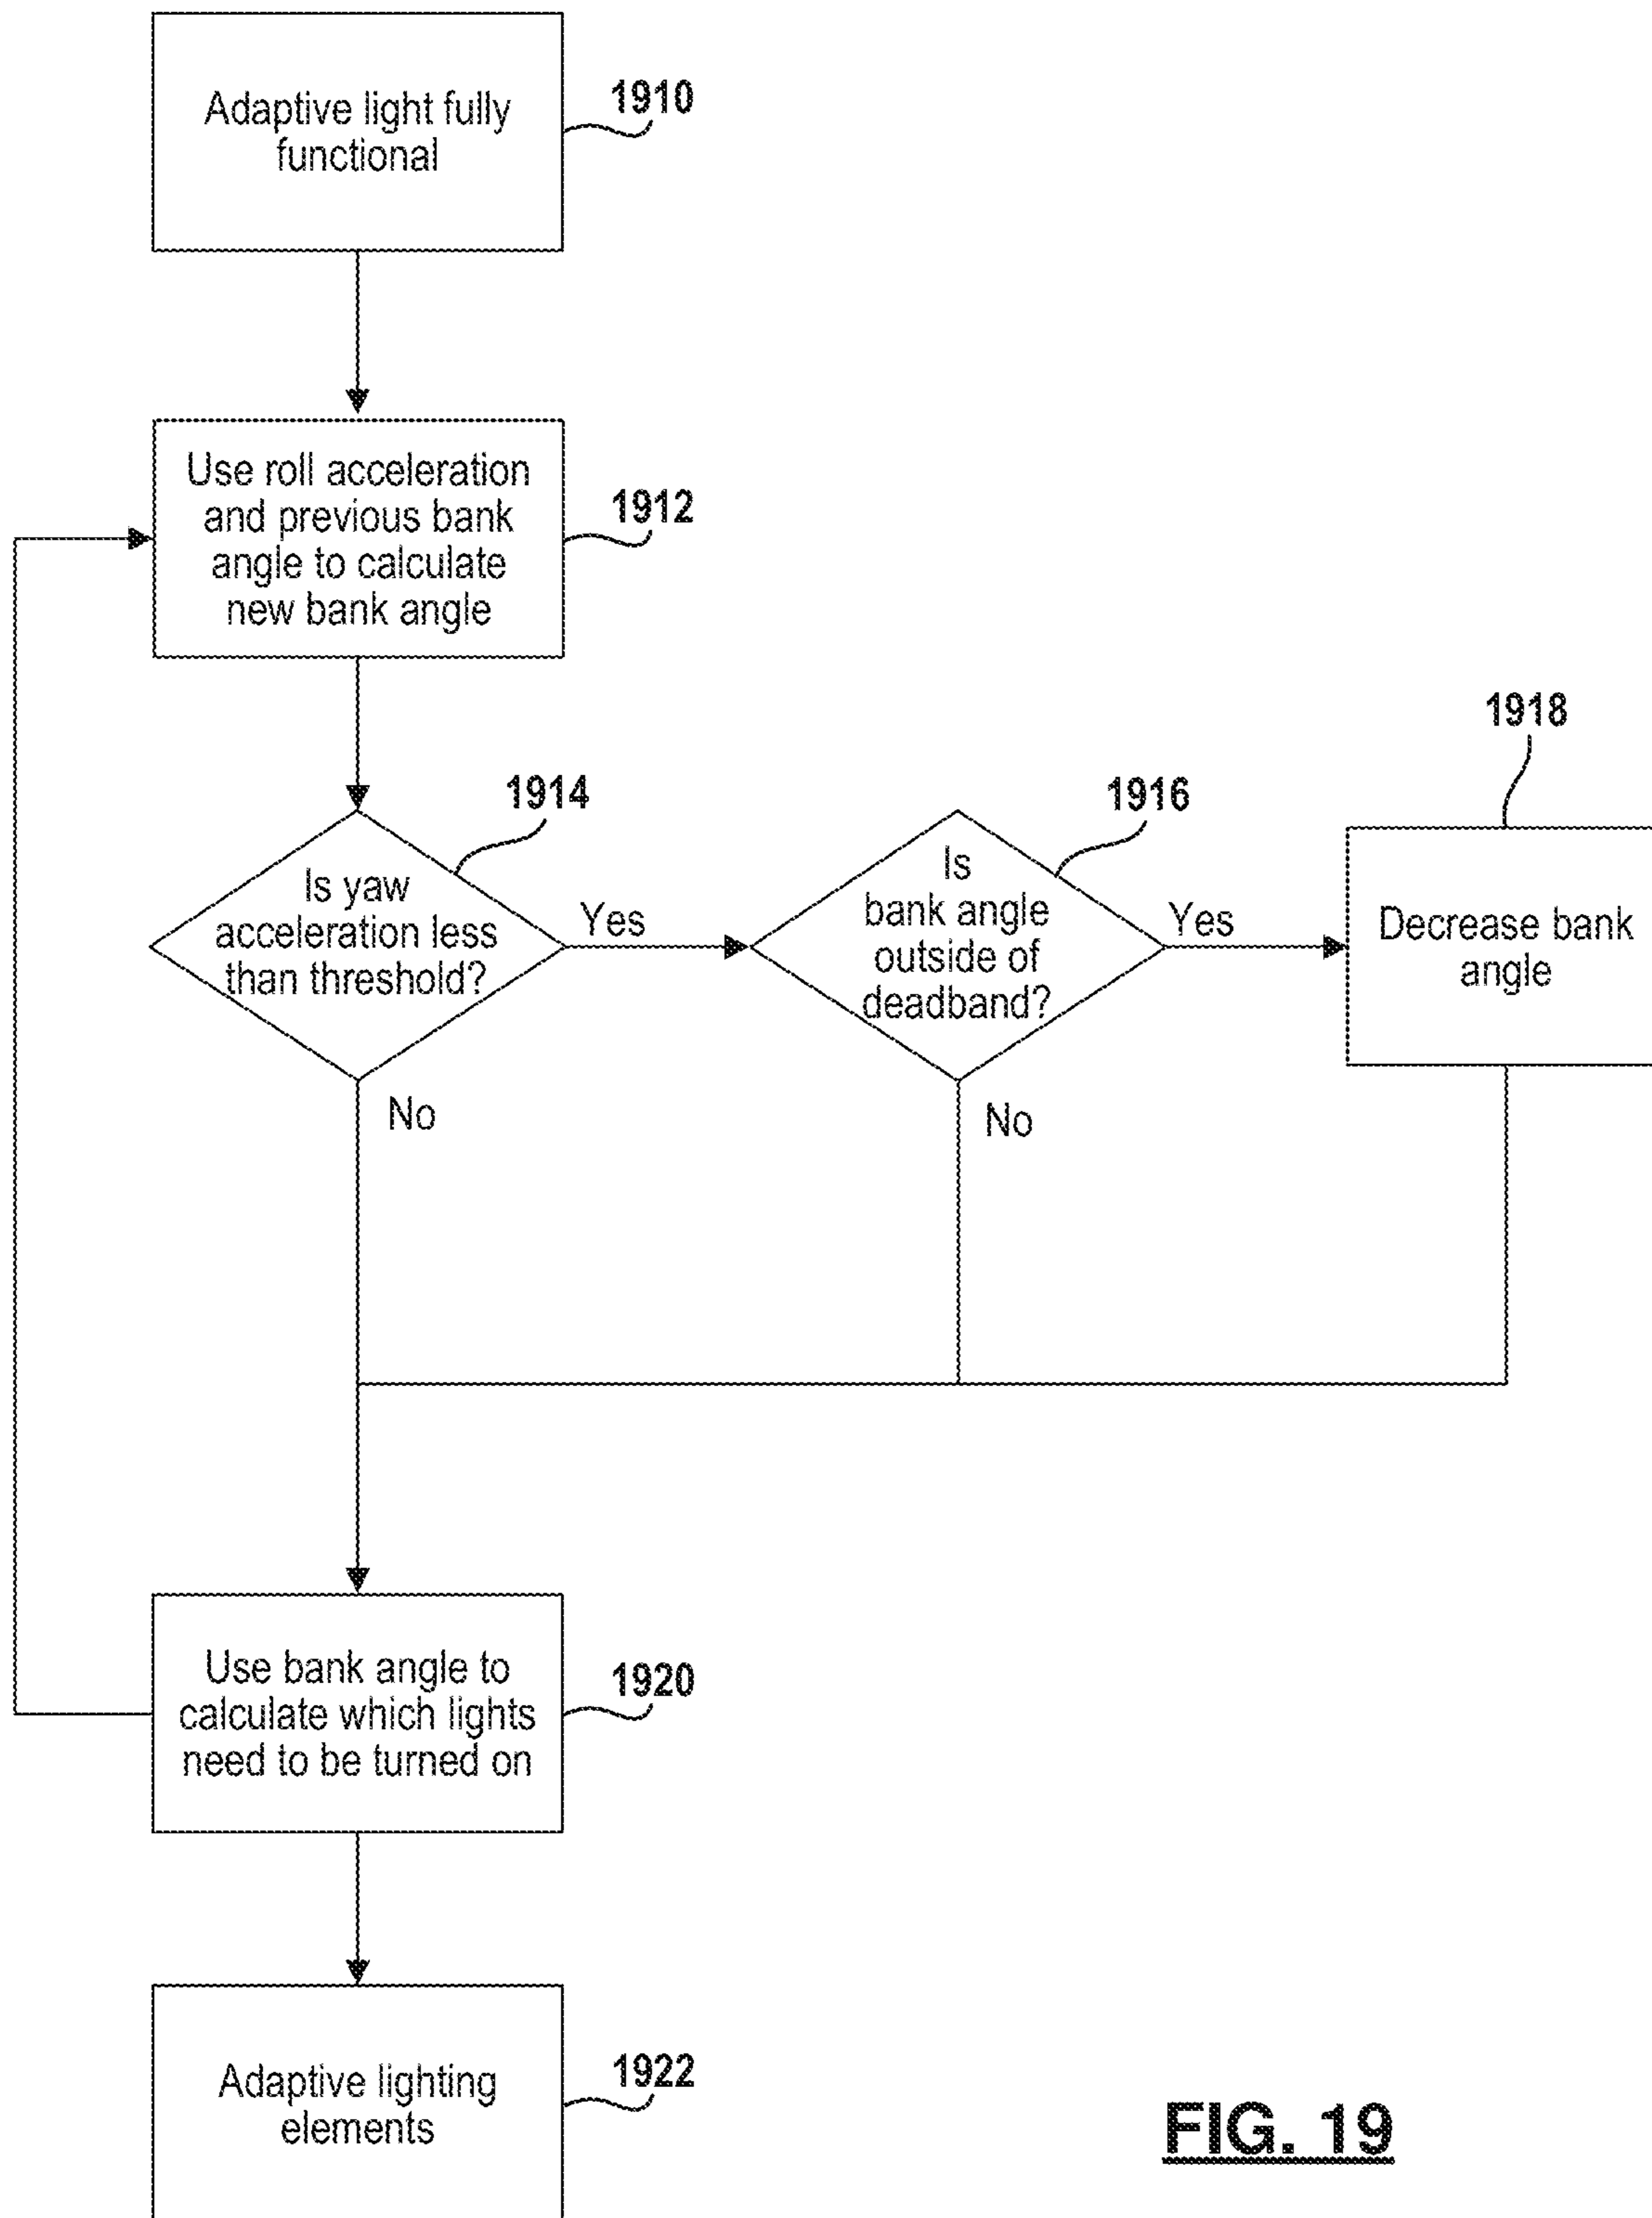 Adaptive light fully
functional
1910
Use roll acceleration
and previous bank
angle to calculate
new bank angle
1912
1914
Is yaw
acceleration less
than threshold?
Yes
No
1916
Is
bank angle
outside of
deadband?
Yes
No
1918
Decrease bank
angle
Use bank angle to
calculate which lights
need to be turned on
1920
Adaptive lighting
elements
1922
FIG. 19